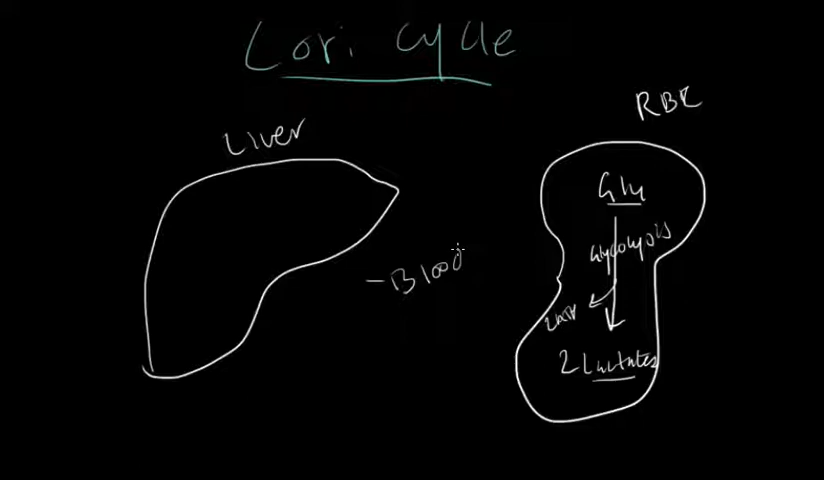 Cori Cycle
Liver
RBC
Glu
Glycolysis
-Blood
2ATP
2 Lactates